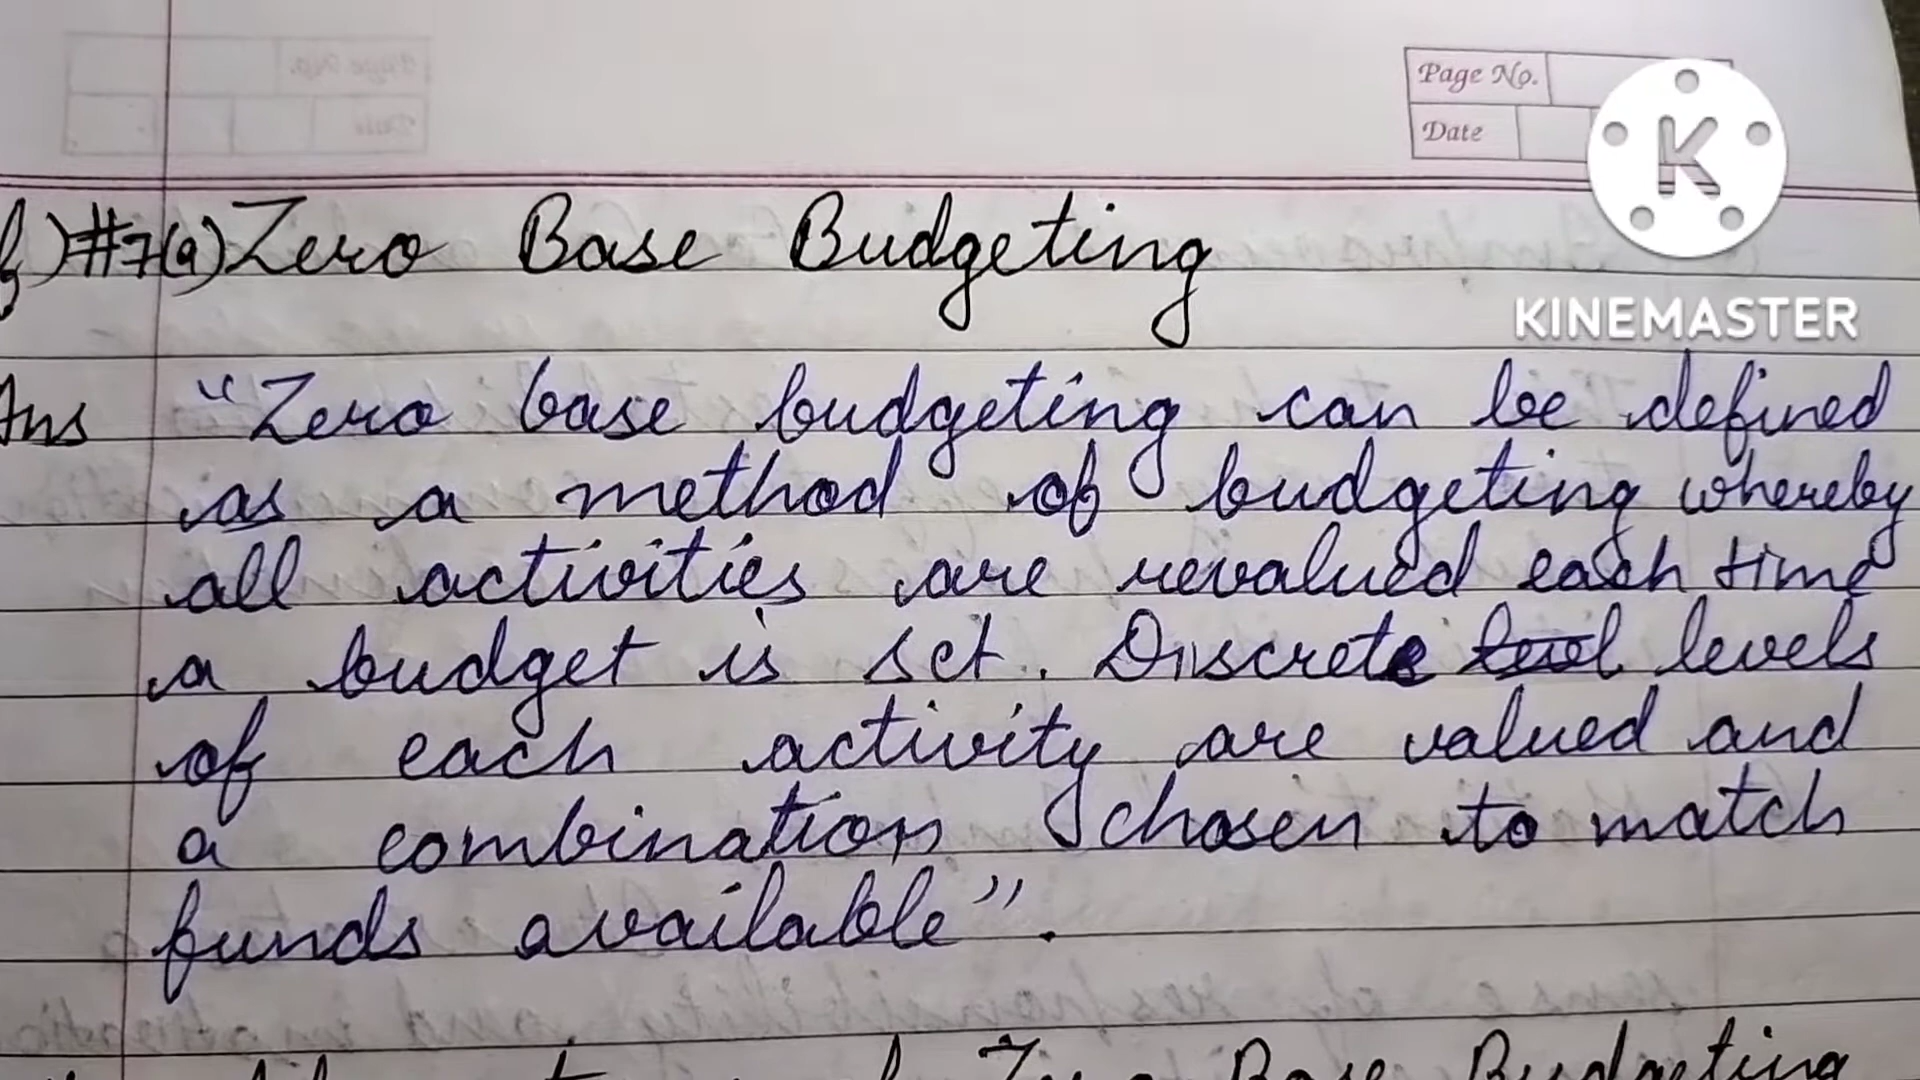 Page No.
Date
KINEMASTER
#7(a) Zero Base Budgeting
Ans "Zero base budgeting can be defined
as a method of budgeting whereby
all activities are revalued each time
a budget is set. Discrete levels
of each activity are valued and
a combination chosen to match
funds available".
Base Budgeting